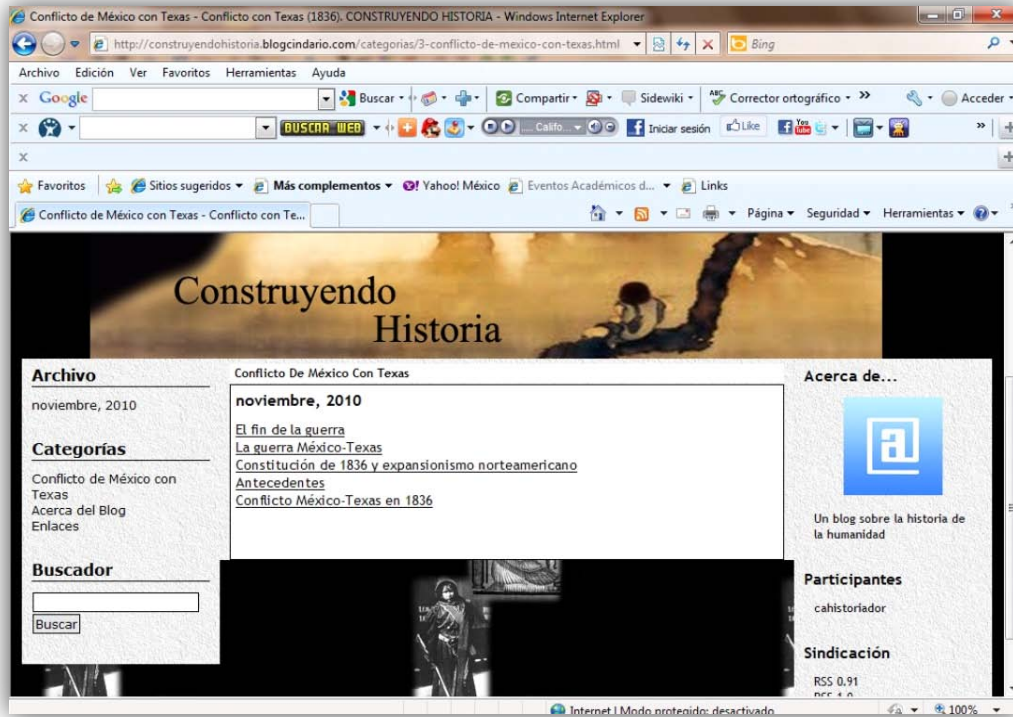 Conflicto de México con Texas - Conflicto con Texas (1836). CONSTRUYENDO HISTORIA - Windows Internet Explorer
http://construyendohistoria.blogcindario.com/categorias/3-conflicto-de-mexico-con-texas.html
Bing
Archivo Edición Ver Favoritos Herramientas Ayuda
x Google Buscar Compartir Sidewiki Corrector ortográfico Acceder
x BUSCAR WEB .... Califo... Iniciar sesión Like You
x
Favoritos Sitios sugeridos Más complementos Yahoo! México Eventos Académicos d... Links
Conflicto de México con Texas - Conflicto con Te... Página Seguridad Herramientas
Construyendo
Historia
Archivo
noviembre, 2010
Categorías
Conflicto de México con
Texas
Acerca del Blog
Enlaces
Buscador
Buscar
Conflicto De México Con Texas
noviembre, 2010
El fin de la guerra
La guerra México-Texas
Constitución de 1836 y expansionismo norteamericano
Antecedentes
Conflicto México-Texas en 1836
Acerca de...
a
Un blog sobre la historia de
la humanidad
Participantes
cahistoriador
Sindicación
RSS 0.91
RSS 1.0
Internet | Modo protegido: desactivado 100%